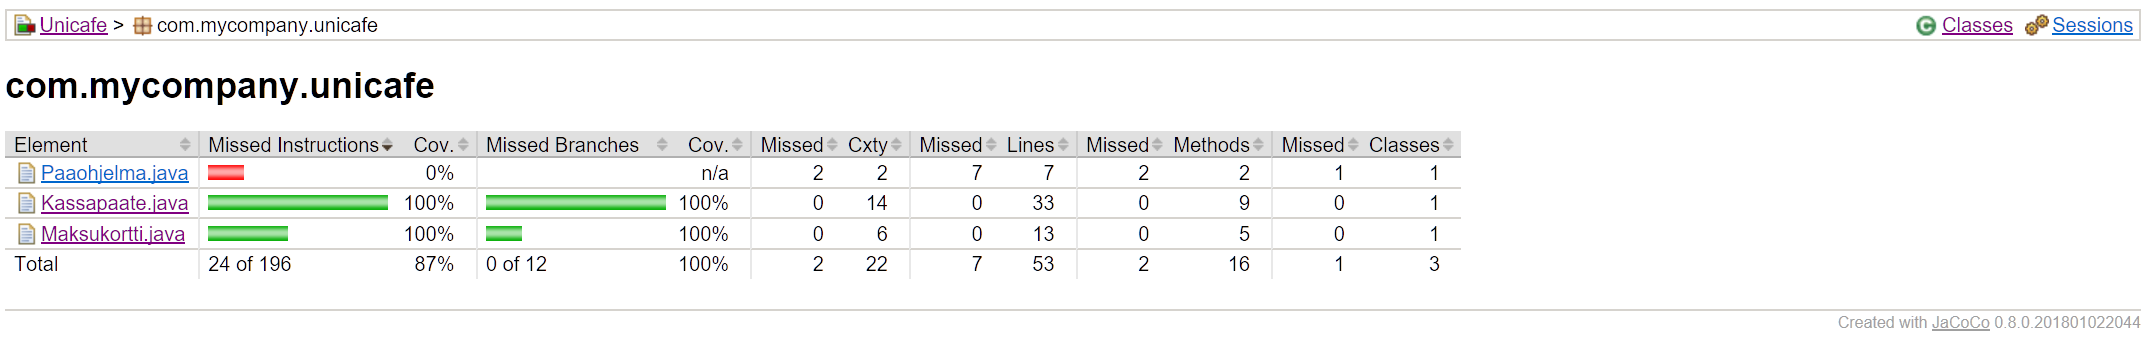 Unicafe > com.mycompany.unicafe Classes Sessions
com.mycompany.unicafe
Element Missed Instructions Cov. Missed Branches Cov. Missed Cxty Missed Lines Missed Methods Missed Classes
Paaohjelma.java 0% n/a 2 2 7 7 2 2 1 1
Kassapaate.java 100% 100% 0 14 0 33 0 9 0 1
Maksukortti.java 100% 100% 0 6 0 13 0 5 0 1
Total 24 of 196 87% 0 of 12 100% 2 22 7 53 2 16 1 3
Created with JaCoCo 0.8.0.201801022044